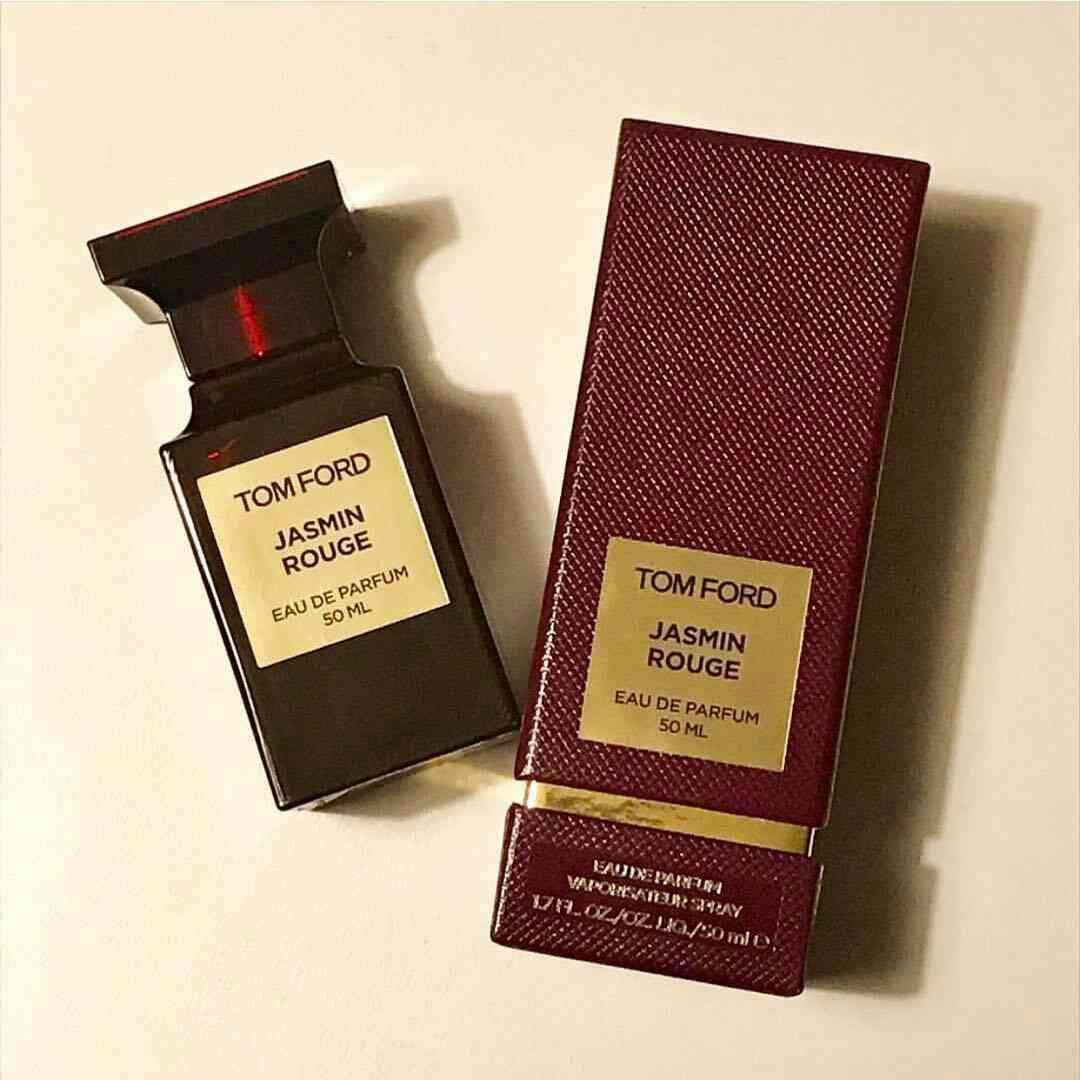 TOM FORD
JASMIN
ROUGE
EAU DE PARFUM
50 ML
TOM FORD
JASMIN
ROUGE
EAU DE PARFUM
50 ML
EAU DE PARFUM
VAPORISATEUR SPRAY
1.7 FL. OZ./OZ. LIQ./50 ml ℮